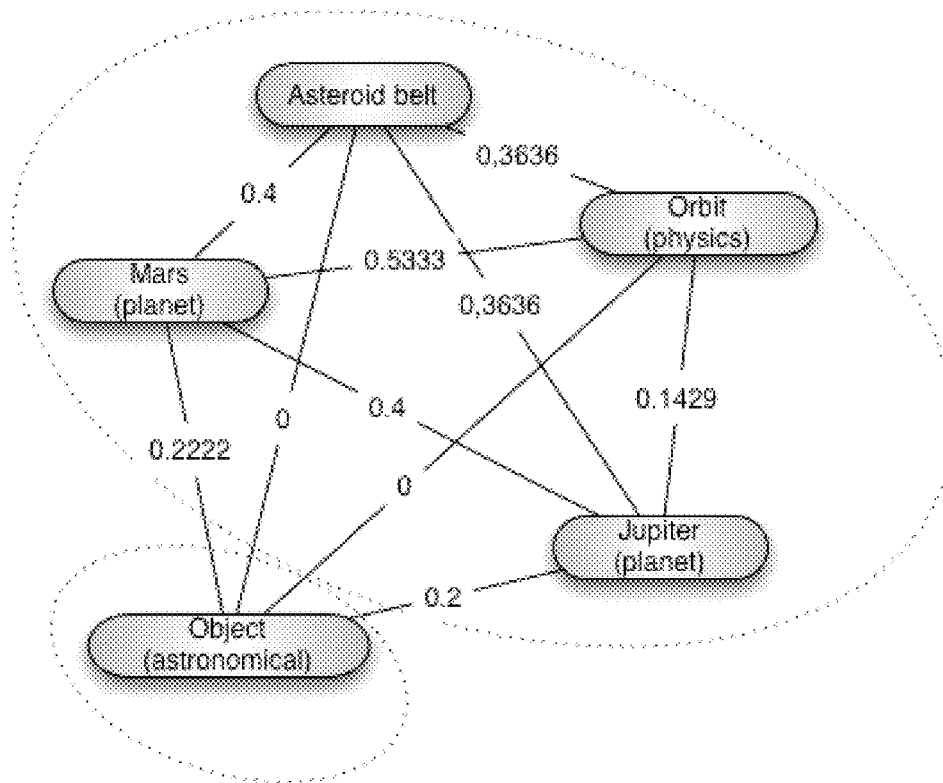 Asteroid belt
0,3636
0.4
Orbit
(physics)
0.5333
Mars
(planet)
0,3636
0.4
0
0.1429
0.2222
0
Jupiter
(planet)
0.2
Object
(astronomical)